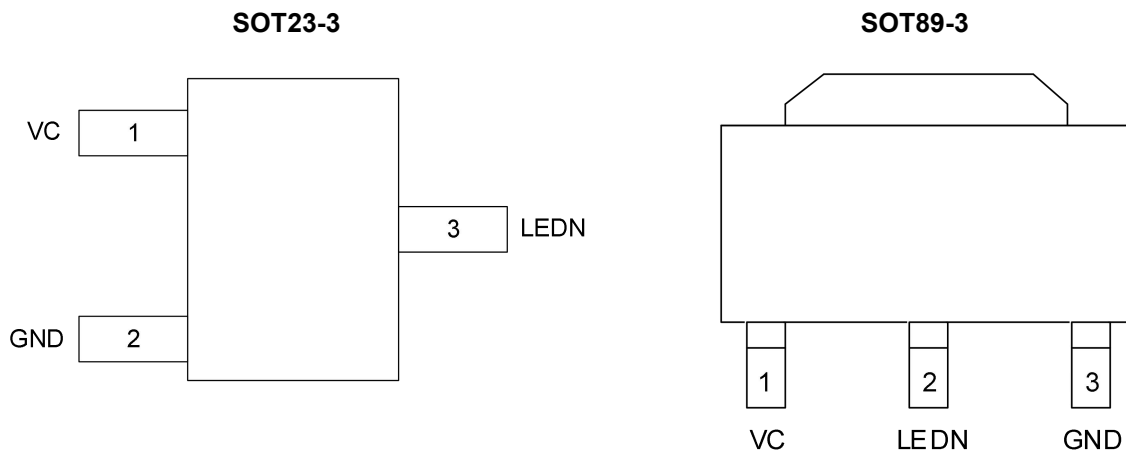 SOT23-3
SOT89-3
VC 1
3 LEDN
GND 2
1 2 3
VC LEDN GND